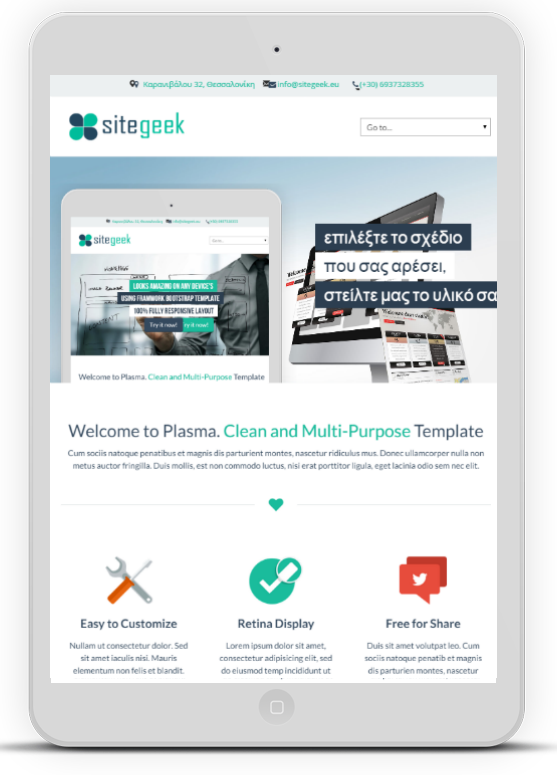 Καρανιβάλου 32, Θεσσαλονίκη info@sitegeek.eu (+30) 6937328355
sitegeek
Go to...
επιλέξτε το σχέδιο
που σας αρέσει,
στείλτε μας το υλικό σα
sitegeek
LOOKS AMAZING ON ANY DEVICE'S
USING FRAMWORK BOOTSTRAP TEMPLATE
100% FULLY RESPONSIVE LAYOUT
Try it now!
Welcome to Plasma. Clean and Multi-Purpose Template
Welcome to Plasma. Clean and Multi-Purpose Template
Cum sociis natoque penatibus et magnis dis parturient montes, nascetur ridiculus mus. Donec ullamcorper nulla non
metus auctor fringilla. Duis mollis, est non commodo luctus, nisi erat porttitor ligula, eget lacinia odio sem nec elit.
Easy to Customize
Nullam ut consectetur dolor. Sed
sit amet iaculis nisi. Mauris
elementum non felis et blandit.
Retina Display
Lorem ipsum dolor sit amet,
consectetur adipisicing elit, sed
do eiusmod temp incididunt ut
Free for Share
Duis sit amet volutpat leo. Cum
sociis natoque penatib et magnis
dis parturien montes, nascetur